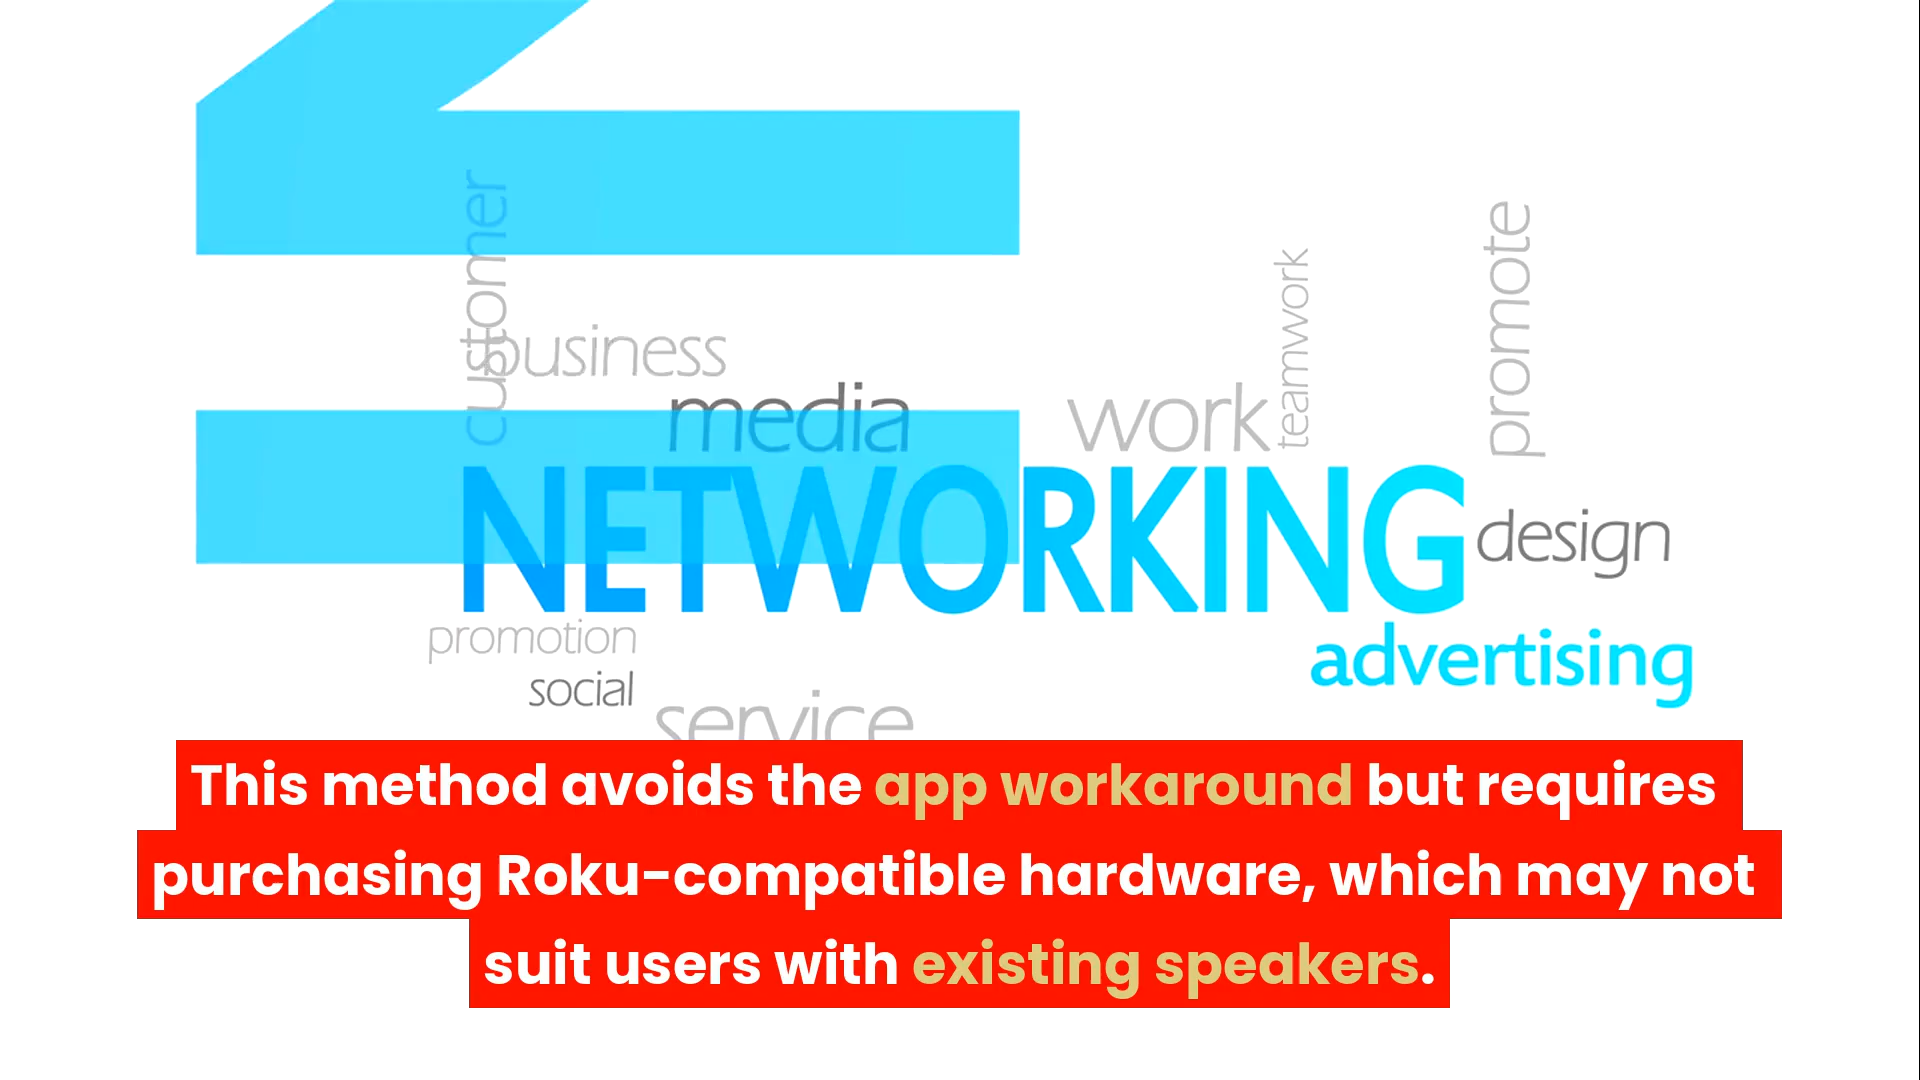 customer
business
media
work
teamwork
promote
NETWORKING
design
promotion
social
advertising
service
This method avoids the app workaround but requires
purchasing Roku-compatible hardware, which may not
suit users with existing speakers.